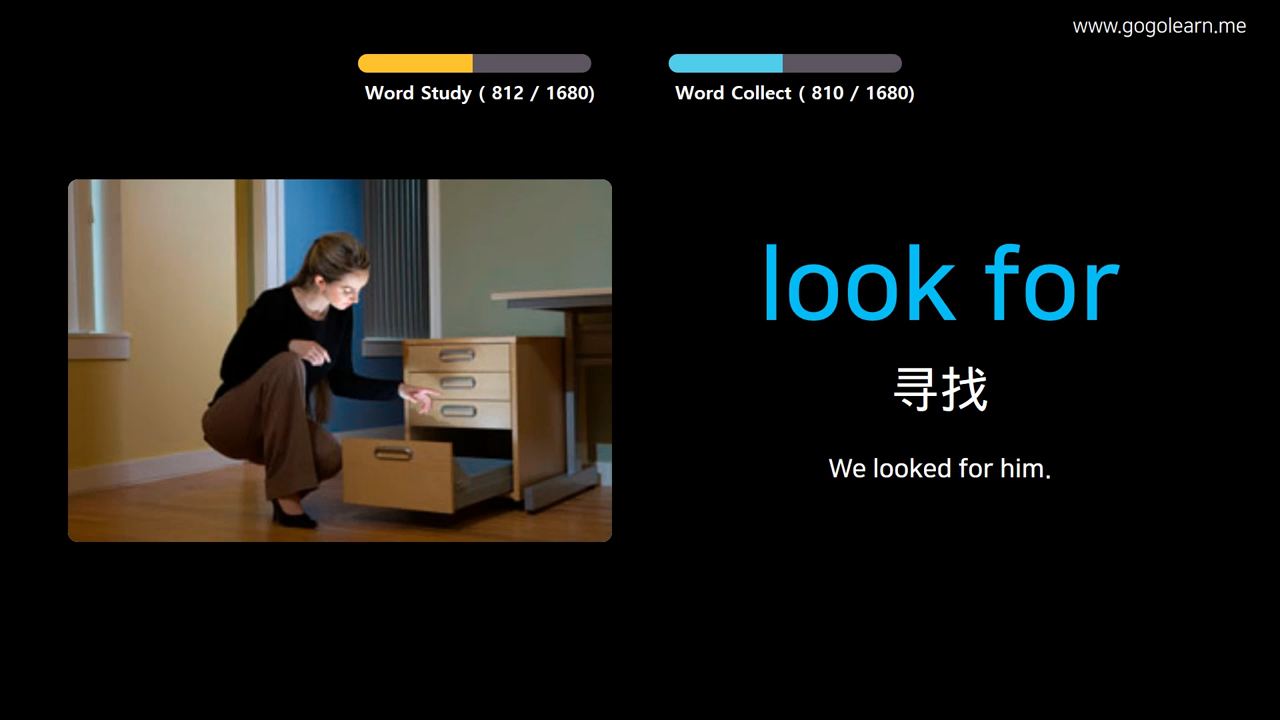 www.gogolearn.me
Word Study ( 812 / 1680)
Word Collect ( 810 / 1680)
look for
寻找
We looked for him.